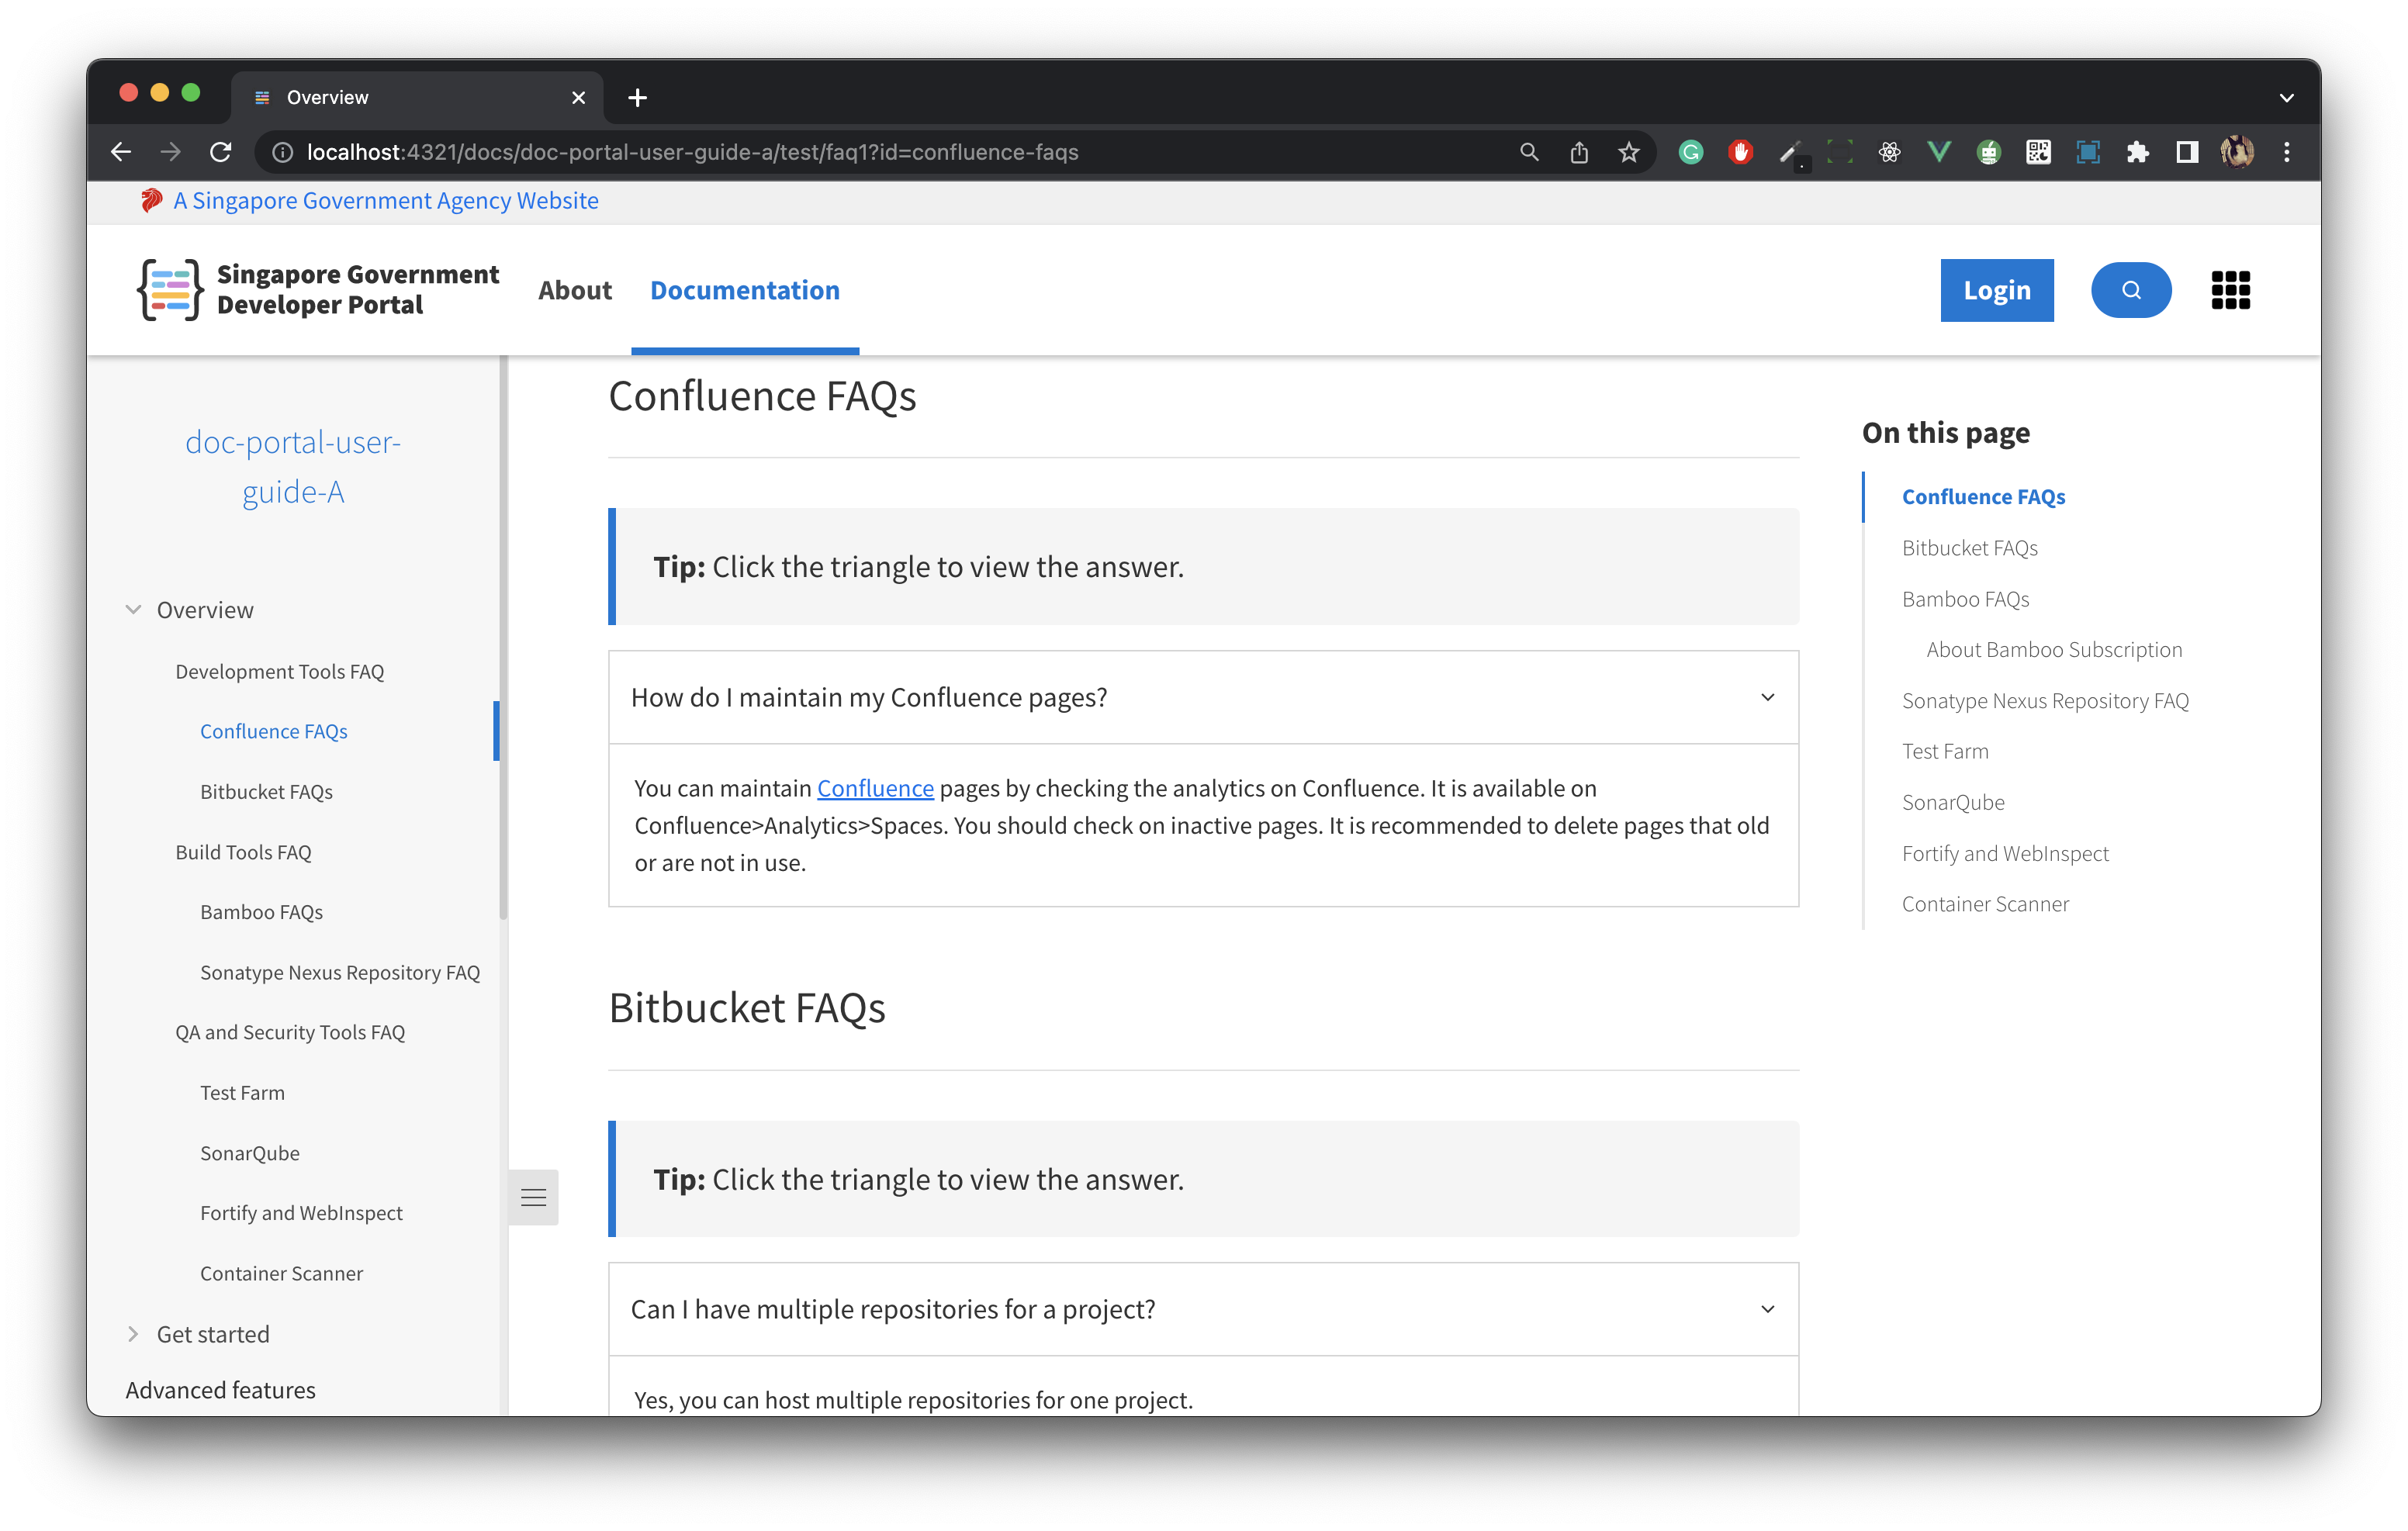 Overview
localhost:4321/docs/doc-portal-user-guide-a/test/faq1?id=confluence-faqs
A Singapore Government Agency Website
Singapore Government
Developer Portal
About
Documentation
Login
doc-portal-user-
guide-A
Overview
Development Tools FAQ
Confluence FAQs
Bitbucket FAQs
Build Tools FAQ
Bamboo FAQs
Sonatype Nexus Repository FAQ
QA and Security Tools FAQ
Test Farm
SonarQube
Fortify and WebInspect
Container Scanner
Get started
Advanced features
Confluence FAQs
Tip: Click the triangle to view the answer.
How do I maintain my Confluence pages?
You can maintain Confluence pages by checking the analytics on Confluence. It is available on
Confluence>Analytics>Spaces. You should check on inactive pages. It is recommended to delete pages that old
or are not in use.
Bitbucket FAQs
Tip: Click the triangle to view the answer.
Can I have multiple repositories for a project?
Yes, you can host multiple repositories for one project.
On this page
Confluence FAQs
Bitbucket FAQs
Bamboo FAQs
About Bamboo Subscription
Sonatype Nexus Repository FAQ
Test Farm
SonarQube
Fortify and WebInspect
Container Scanner